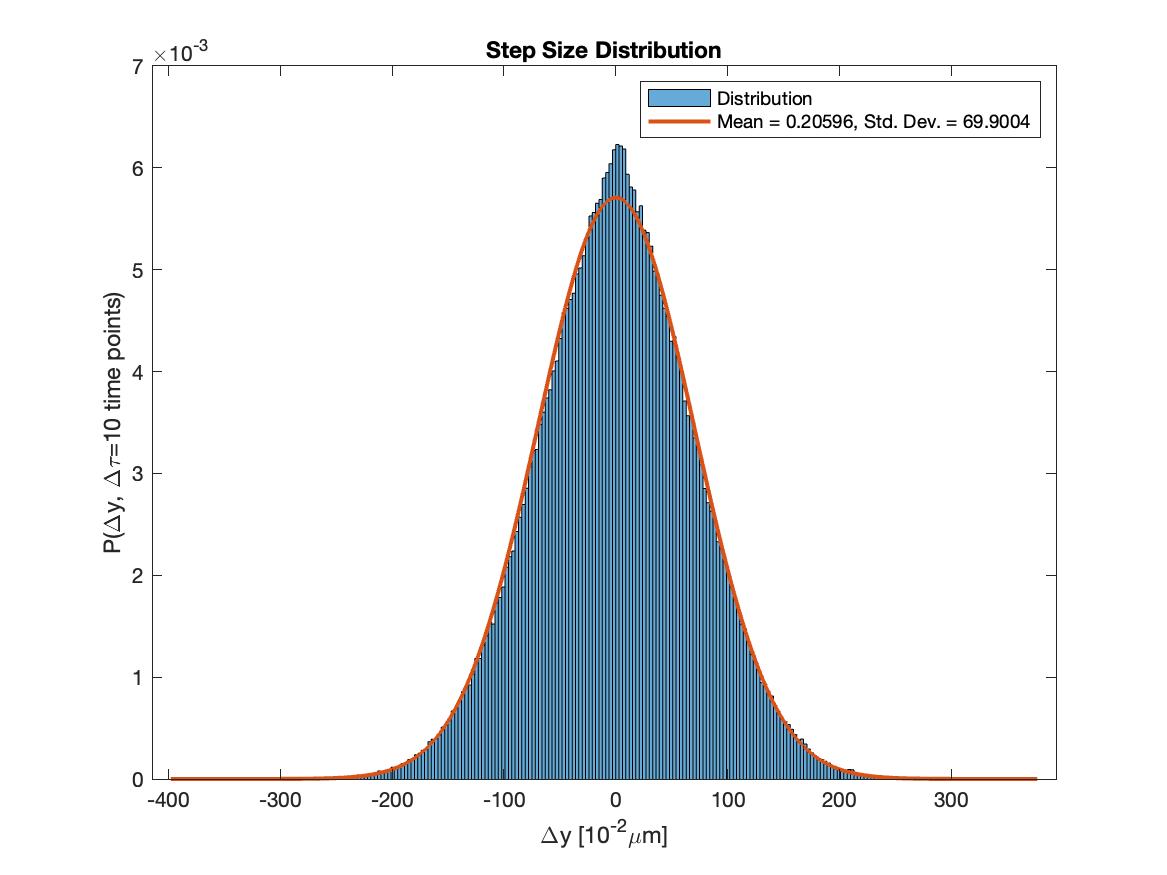 Step Size Distribution
×10⁻³
7
6
5
4
3
2
1
0
Distribution
Mean = 0.20596, Std. Dev. = 69.9004
P(Δy, Δτ=10 time points)
-400 -300 -200 -100 0 100 200 300
Δy [10⁻²μm]